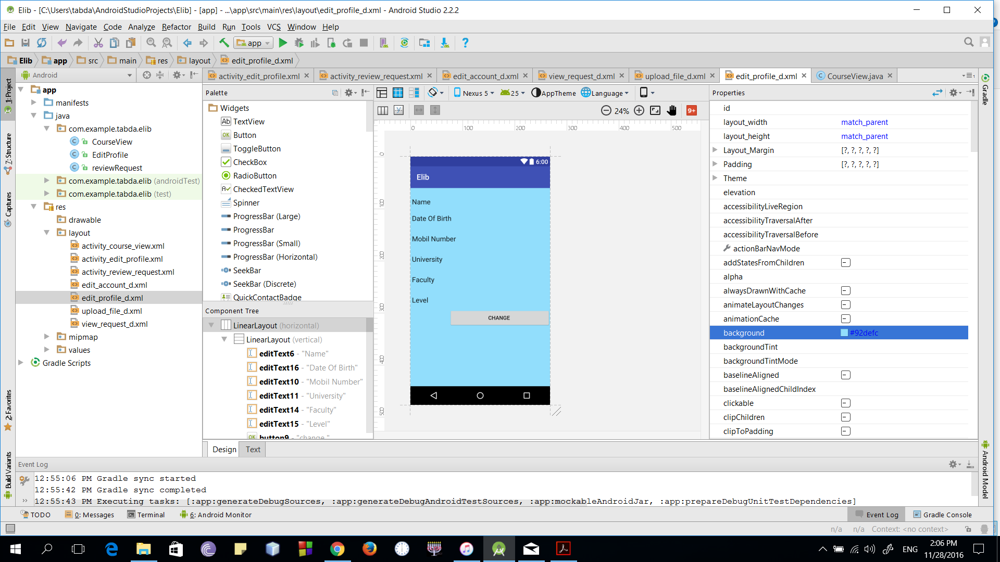 Elib - [C:\Users\tabda\AndroidStudioProjects\Elib] - [app] - ...\app\src\main\res\layout\edit_profile_d.xml - Android Studio 2.2.2
File Edit View Navigate Code Analyze Refactor Build Run Tools VCS Window Help
app
Elib app src main res layout edit_profile_d.xml
Android
activity_edit_profile.xml activity_review_request.xml edit_account_d.xml view_request_d.xml upload_file_d.xml edit_profile_d.xml CourseView.java
1: Project
7: Structure
Captures
2: Favorites
Build Variants
app
manifests
java
com.example.tabda.elib
CourseView
EditProfile
reviewRequest
com.example.tabda.elib (androidTest)
com.example.tabda.elib (test)
res
drawable
layout
activity_course_view.xml
activity_edit_profile.xml
activity_review_request.xml
edit_account_d.xml
edit_profile_d.xml
upload_file_d.xml
view_request_d.xml
mipmap
values
Gradle Scripts
Palette
Widgets
Ab TextView
OK Button
ToggleButton
CheckBox
RadioButton
CheckedTextView
Spinner
ProgressBar (Large)
ProgressBar
ProgressBar (Small)
ProgressBar (Horizontal)
SeekBar
SeekBar (Discrete)
QuickContactBadge
Component Tree
LinearLayout (horizontal)
LinearLayout (vertical)
editText6 - "Name"
editText16 - "Date Of Birth"
editText10 - "Mobil Number"
editText11 - "University"
editText14 - "Faculty"
editText15 - "Level"
OK button9 - "change "
Nexus 5 25 AppTheme Language
24% 9+
0 100 200 300 400 500
0
100
200
300
400
500
6:00
Elib
Name
Date Of Birth
Mobil Number
University
Faculty
Level
CHANGE
Design Text
Properties
id
layout_width match_parent
layout_height match_parent
Layout_Margin [?, ?, ?, ?, ?]
Padding [?, ?, ?, ?, ?]
Theme
elevation
accessibilityLiveRegion
accessibilityTraversalAfter
accessibilityTraversalBefore
actionBarNavMode
addStatesFromChildren
alpha
alwaysDrawnWithCache
animateLayoutChanges
animationCache
background #92defc
backgroundTint
backgroundTintMode
baselineAligned
baselineAlignedChildIndex
clickable
clipChildren
clipToPadding
Gradle
Android Model
Event Log
12:55:06 PM Gradle sync started
12:55:42 PM Gradle sync completed
12:55:43 PM Executing tasks: [:app:generateDebugSources, :app:generateDebugAndroidTestSources, :app:mockableAndroidJar, :app:prepareDebugUnitTestDependencies]
TODO 0: Messages Terminal 6: Android Monitor Event Log Gradle Console
n/a n/a Context: <no context>
ENG
2:06 PM
11/28/2016